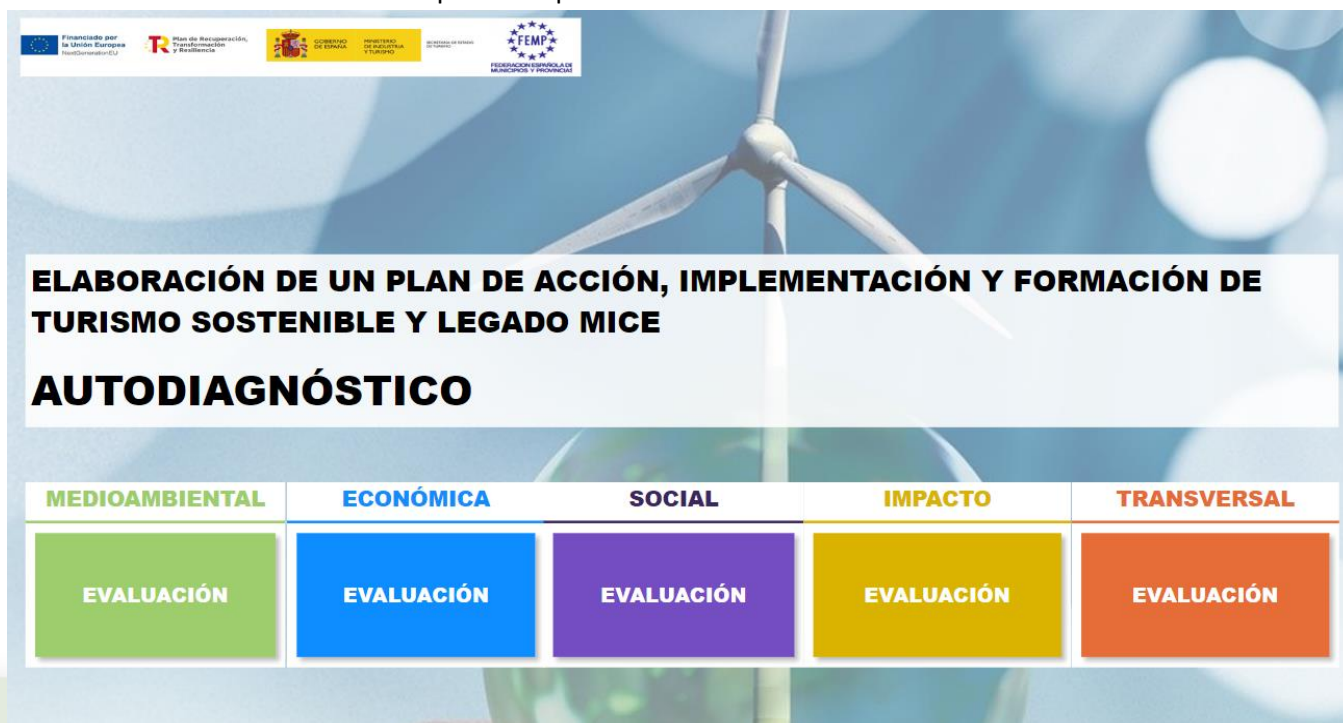 Financiado por
la Unión Europea
NextGenerationEU
Plan de Recuperación,
Transformación
y Resiliencia
GOBIERNO
DE ESPAÑA
MINISTERIO
DE INDUSTRIA
Y TURISMO
SECRETARÍA DE ESTADO
DE TURISMO
FEMP
FEDERACION ESPAÑOLA DE
MUNICIPIOS Y PROVINCIAS
ELABORACIÓN DE UN PLAN DE ACCIÓN, IMPLEMENTACIÓN Y FORMACIÓN DE
TURISMO SOSTENIBLE Y LEGADO MICE
AUTODIAGNÓSTICO
MEDIOAMBIENTAL ECONÓMICA SOCIAL IMPACTO TRANSVERSAL
EVALUACIÓN EVALUACIÓN EVALUACIÓN EVALUACIÓN EVALUACIÓN